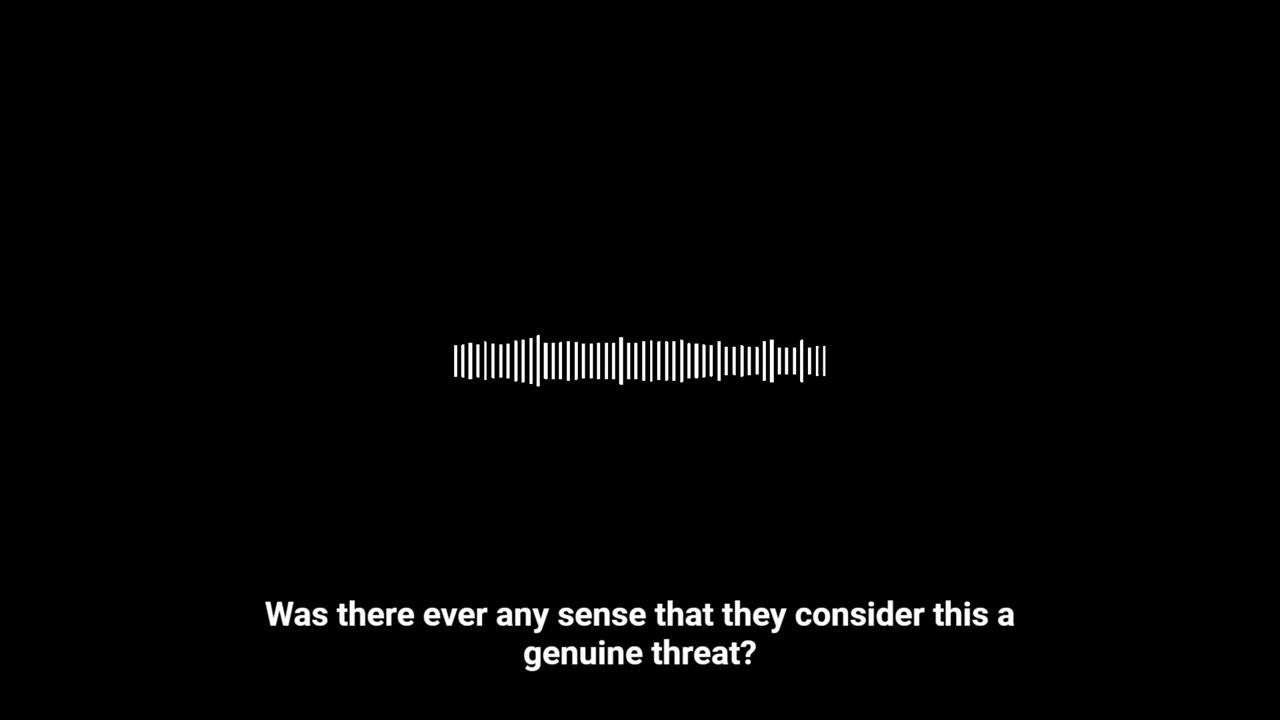 Was there ever any sense that they consider this a
genuine threat?